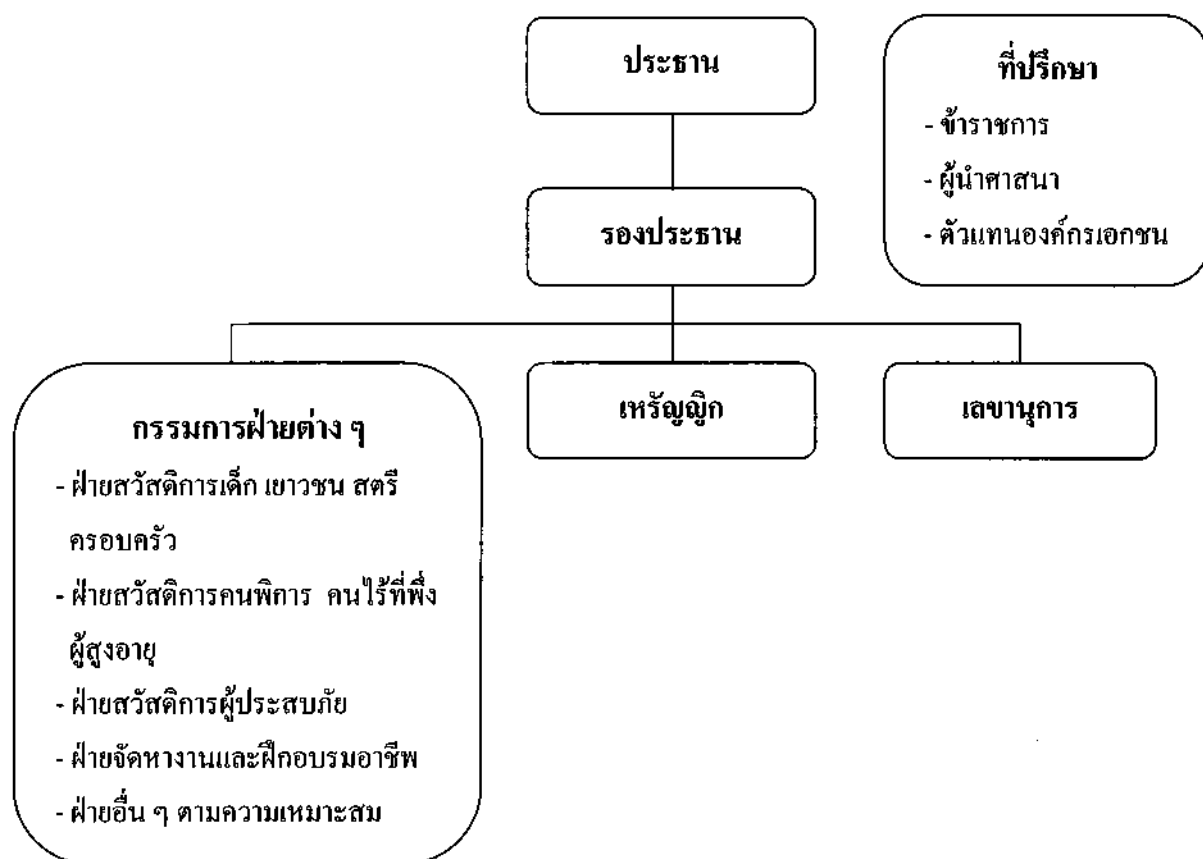 ประธาน
ที่ปรึกษา
- ข้าราชการ
- ผู้นำศาสนา
- ตัวแทนองค์กรเอกชน
รองประธาน
กรรมการฝ่ายต่าง ๆ
- ฝ่ายสวัสดิการเด็ก เยาวชน สตรี
ครอบครัว
- ฝ่ายสวัสดิการคนพิการ คนไร้ที่พึ่ง
ผู้สูงอายุ
- ฝ่ายสวัสดิการผู้ประสบภัย
- ฝ่ายจัดหางานและฝึกอบรมอาชีพ
- ฝ่ายอื่น ๆ ตามความเหมาะสม
เหรัญญิก
เลขานุการ